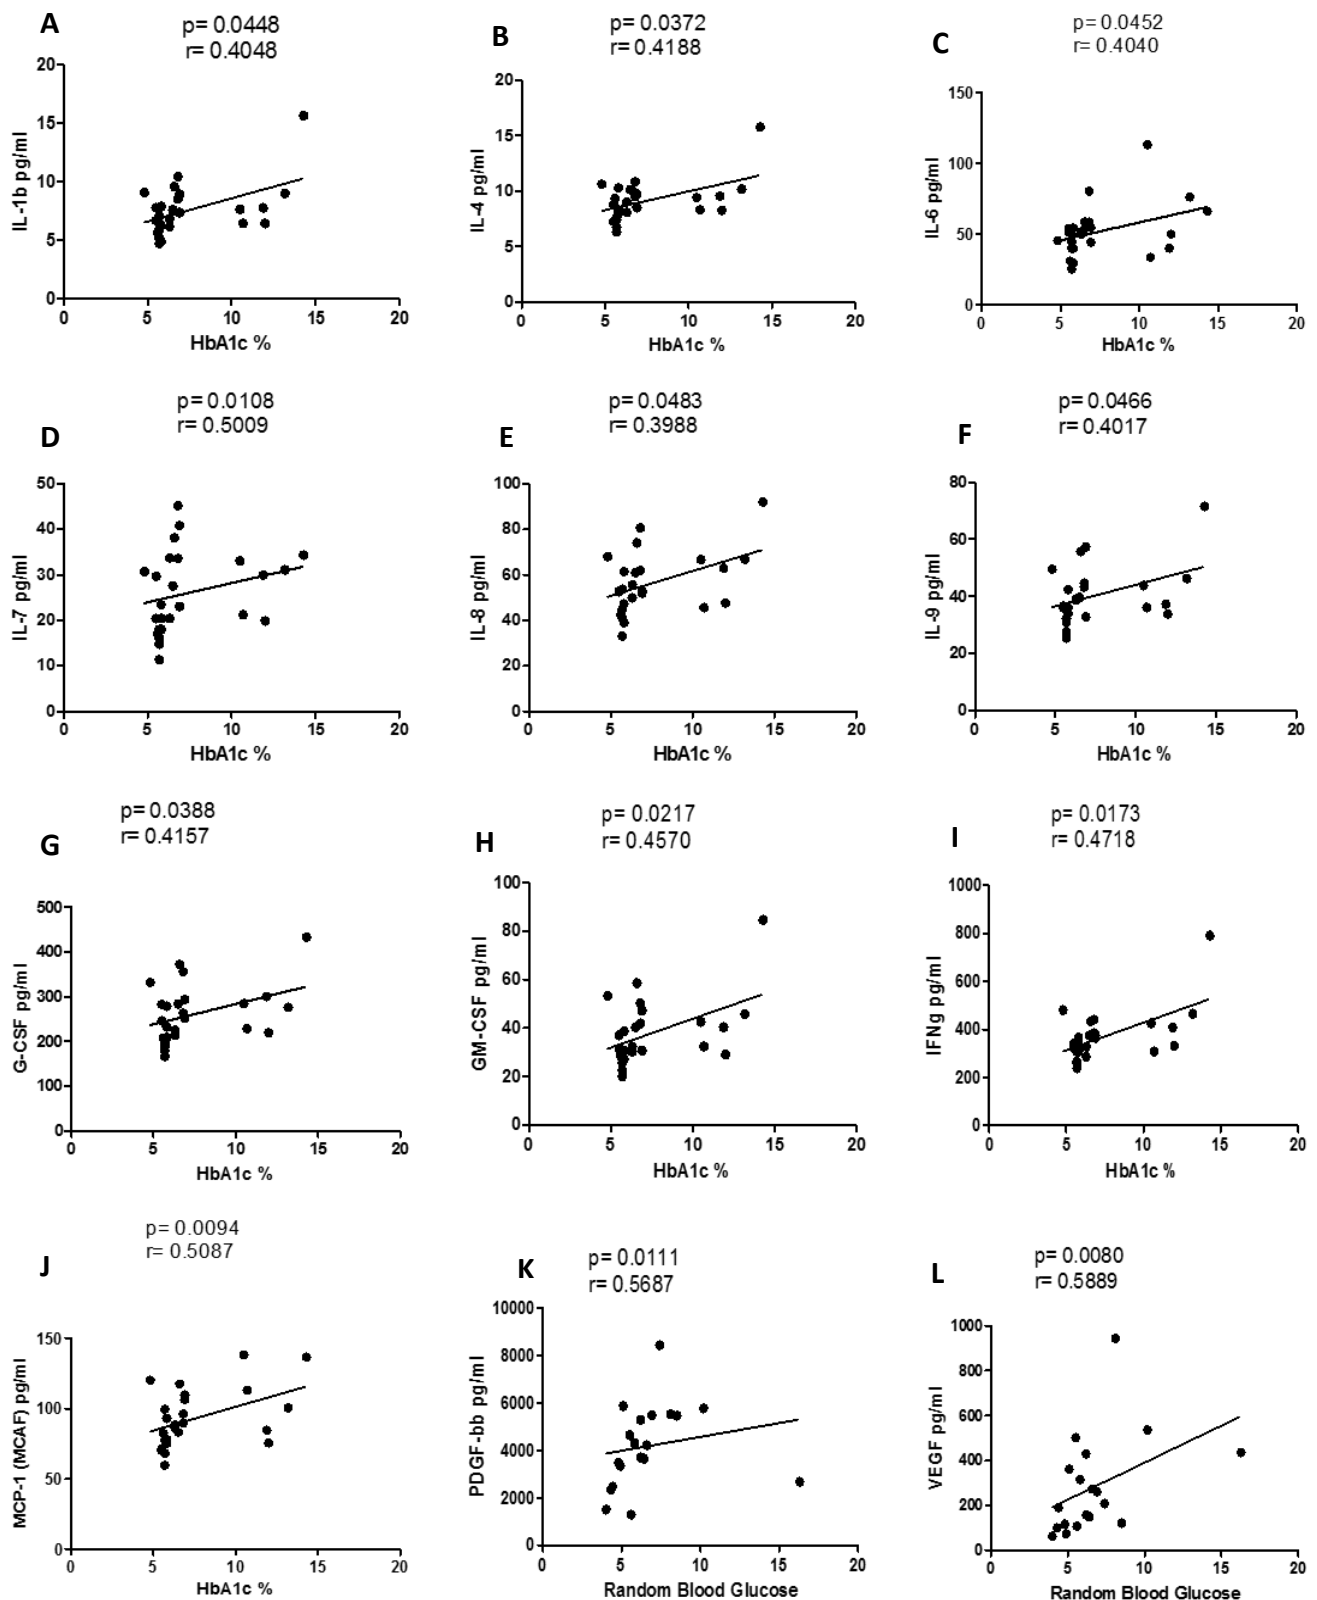 A
p= 0.0448
r= 0.4048
IL-1b pg/ml
20
15
10
5
0
0 5 10 15 20
HbA1c %
B
p= 0.0372
r= 0.4188
IL-4 pg/ml
20
15
10
5
0
0 5 10 15 20
HbA1c %
C
p= 0.0452
r= 0.4040
IL-6 pg/ml
150
100
50
0
0 5 10 15 20
HbA1c %
D
p= 0.0108
r= 0.5009
IL-7 pg/ml
50
40
30
20
10
0
0 5 10 15 20
HbA1c %
E
p= 0.0483
r= 0.3988
IL-8 pg/ml
100
80
60
40
20
0
0 5 10 15 20
HbA1c %
F
p= 0.0466
r= 0.4017
IL-9 pg/ml
80
60
40
20
0
0 5 10 15 20
HbA1c %
G
p= 0.0388
r= 0.4157
G-CSF pg/ml
500
400
300
200
100
0
0 5 10 15 20
HbA1c %
H
p= 0.0217
r= 0.4570
GM-CSF pg/ml
100
80
60
40
20
0
0 5 10 15 20
HbA1c %
I
p= 0.0173
r= 0.4718
IFNg pg/ml
1000
800
600
400
200
0
0 5 10 15 20
HbA1c %
J
p= 0.0094
r= 0.5087
MCP-1 (MCAF) pg/ml
150
100
50
0
0 5 10 15 20
HbA1c %
K
p= 0.0111
r= 0.5687
PDGF-bb pg/ml
10000
8000
6000
4000
2000
0
0 5 10 15 20
Random Blood Glucose
L
p= 0.0080
r= 0.5889
VEGF pg/ml
1000
800
600
400
200
0
0 5 10 15 20
Random Blood Glucose